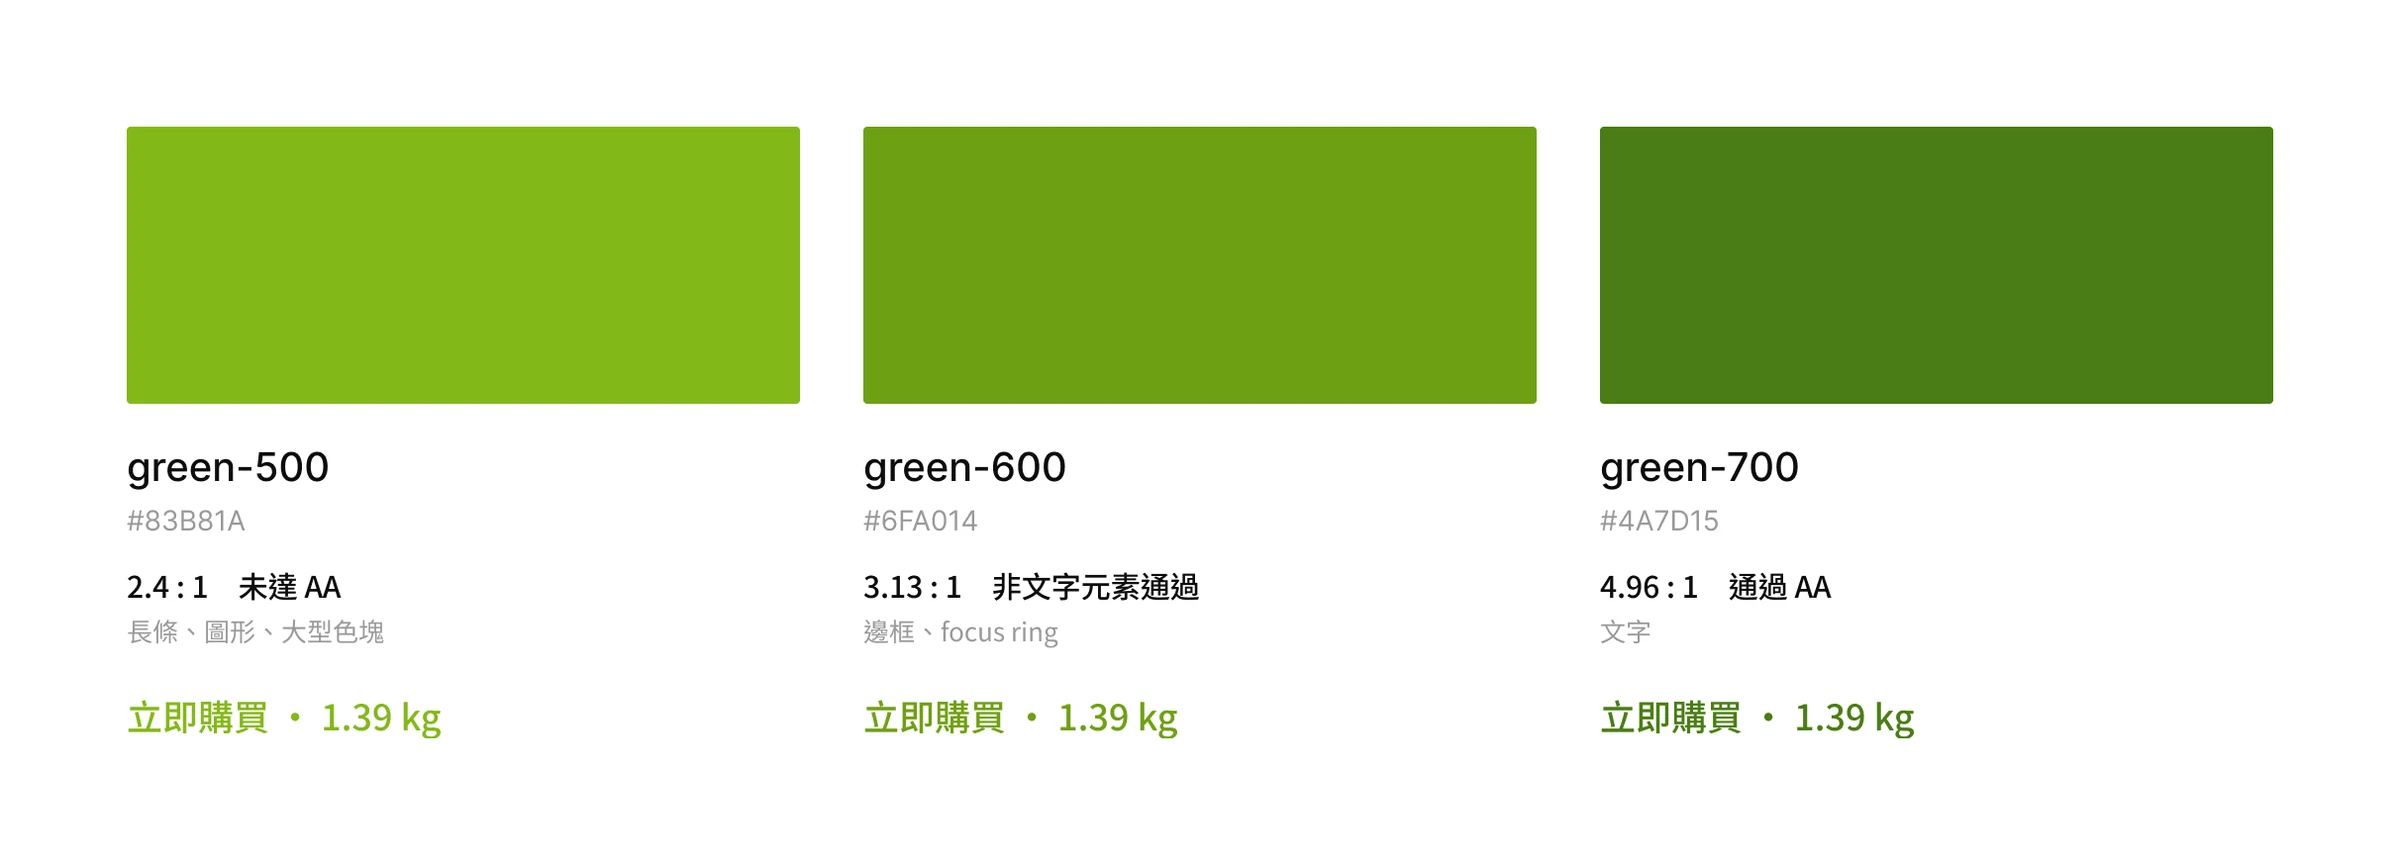 green-500
#83B81A
2.4 : 1 未達 AA
長條、圖形、大型色塊
立即購買 ・ 1.39 kg
green-600
#6FA014
3.13 : 1 非文字元素通過
邊框、focus ring
立即購買 ・ 1.39 kg
green-700
#4A7D15
4.96 : 1 通過 AA
文字
立即購買 ・ 1.39 kg